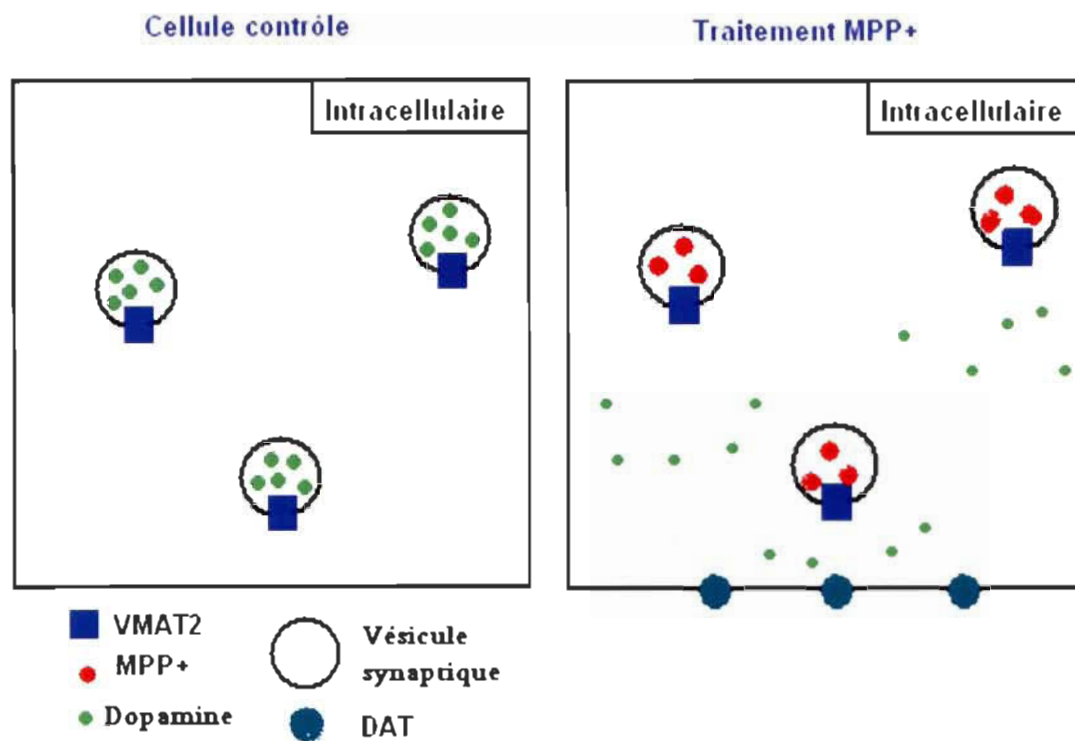 Cellule contrôle
Traitement MPP+
Intracellulaire
Intracellulaire
VMAT2
MPP+
Dopamine
Vésicule
synaptique
DAT